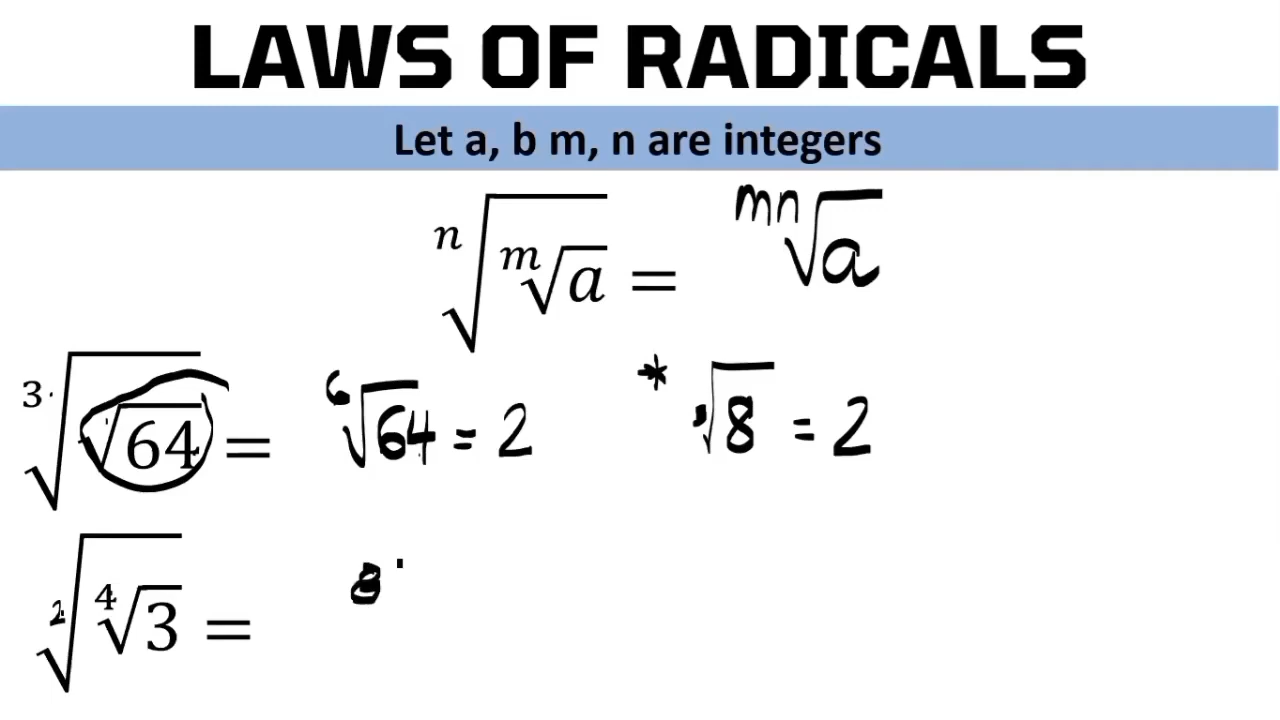 LAWS OF RADICALS
Let a, b m, n are integers
ⁿ√(ᵐ√a) = ᵐⁿ√a
³√(√64) = ⁶√64 = 2 * ³√8 = 2
²√(⁴√3) = 8